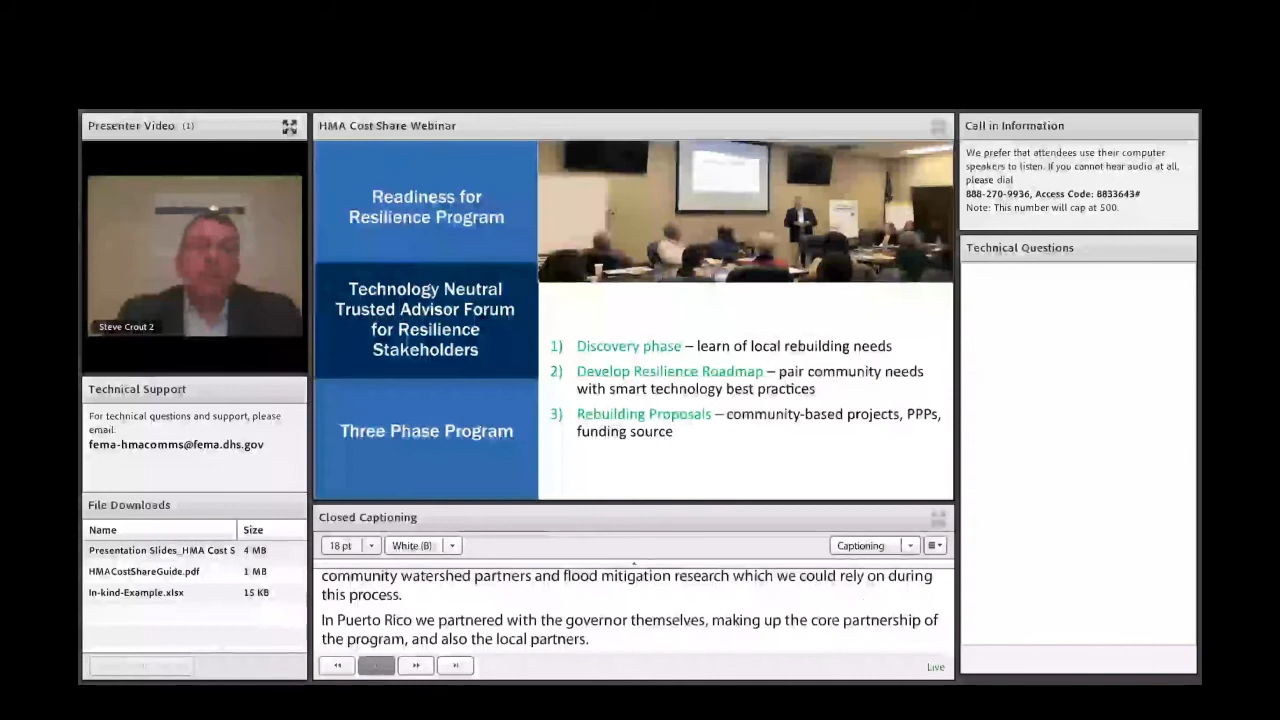 Presenter Video (1)
Steve Crout 2
Technical Support
For technical questions and support, please
email:
fema-hmacomms@fema.dhs.gov
File Downloads
Name Size
Presentation Slides_HMA Cost S 4 MB
HMACostShareGuide.pdf 1 MB
In-kind-Example.xlsx 15 KB
HMA Cost Share Webinar
Readiness for
Resilience Program
Technology Neutral
Trusted Advisor Forum
for Resilience
Stakeholders
Three Phase Program
1) Discovery phase – learn of local rebuilding needs
2) Develop Resilience Roadmap – pair community needs
with smart technology best practices
3) Rebuilding Proposals – community-based projects, PPPs,
funding source
Closed Captioning
18 pt White (B) Captioning
community watershed partners and flood mitigation research which we could rely on during
this process.
In Puerto Rico we partnered with the governor themselves, making up the core partnership of
the program, and also the local partners.
Live
Call in Information
We prefer that attendees use their computer
speakers to listen. If you cannot hear audio at all,
please dial
888-270-9936, Access Code: 8833643#
Note: This number will cap at 500.
Technical Questions